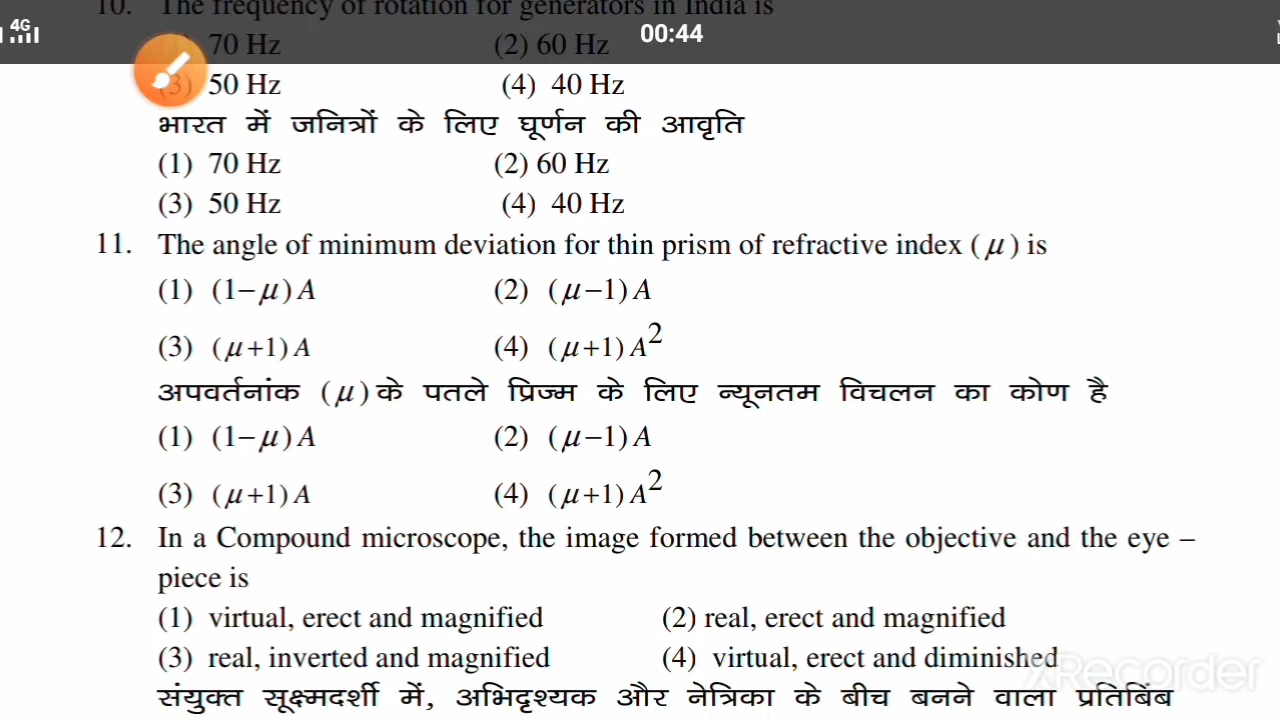 4G 00:44
10. The frequency of rotation for generators in India is
70 Hz (2) 60 Hz
(3) 50 Hz (4) 40 Hz
भारत में जनित्रों के लिए घूर्णन की आवृति
(1) 70 Hz (2) 60 Hz
(3) 50 Hz (4) 40 Hz
11. The angle of minimum deviation for thin prism of refractive index (μ) is
(1) (1−μ)A (2) (μ−1)A
(3) (μ+1)A (4) (μ+1)A²
अपवर्तनांक (μ) के पतले प्रिज्म के लिए न्यूनतम विचलन का कोण है
(1) (1−μ)A (2) (μ−1)A
(3) (μ+1)A (4) (μ+1)A²
12. In a Compound microscope, the image formed between the objective and the eye –
piece is
(1) virtual, erect and magnified (2) real, erect and magnified
(3) real, inverted and magnified (4) virtual, erect and diminished
XRecorder
संयुक्त सूक्ष्मदर्शी में, अभिदृश्यक और नेत्रिका के बीच बनने वाला प्रतिबिंब